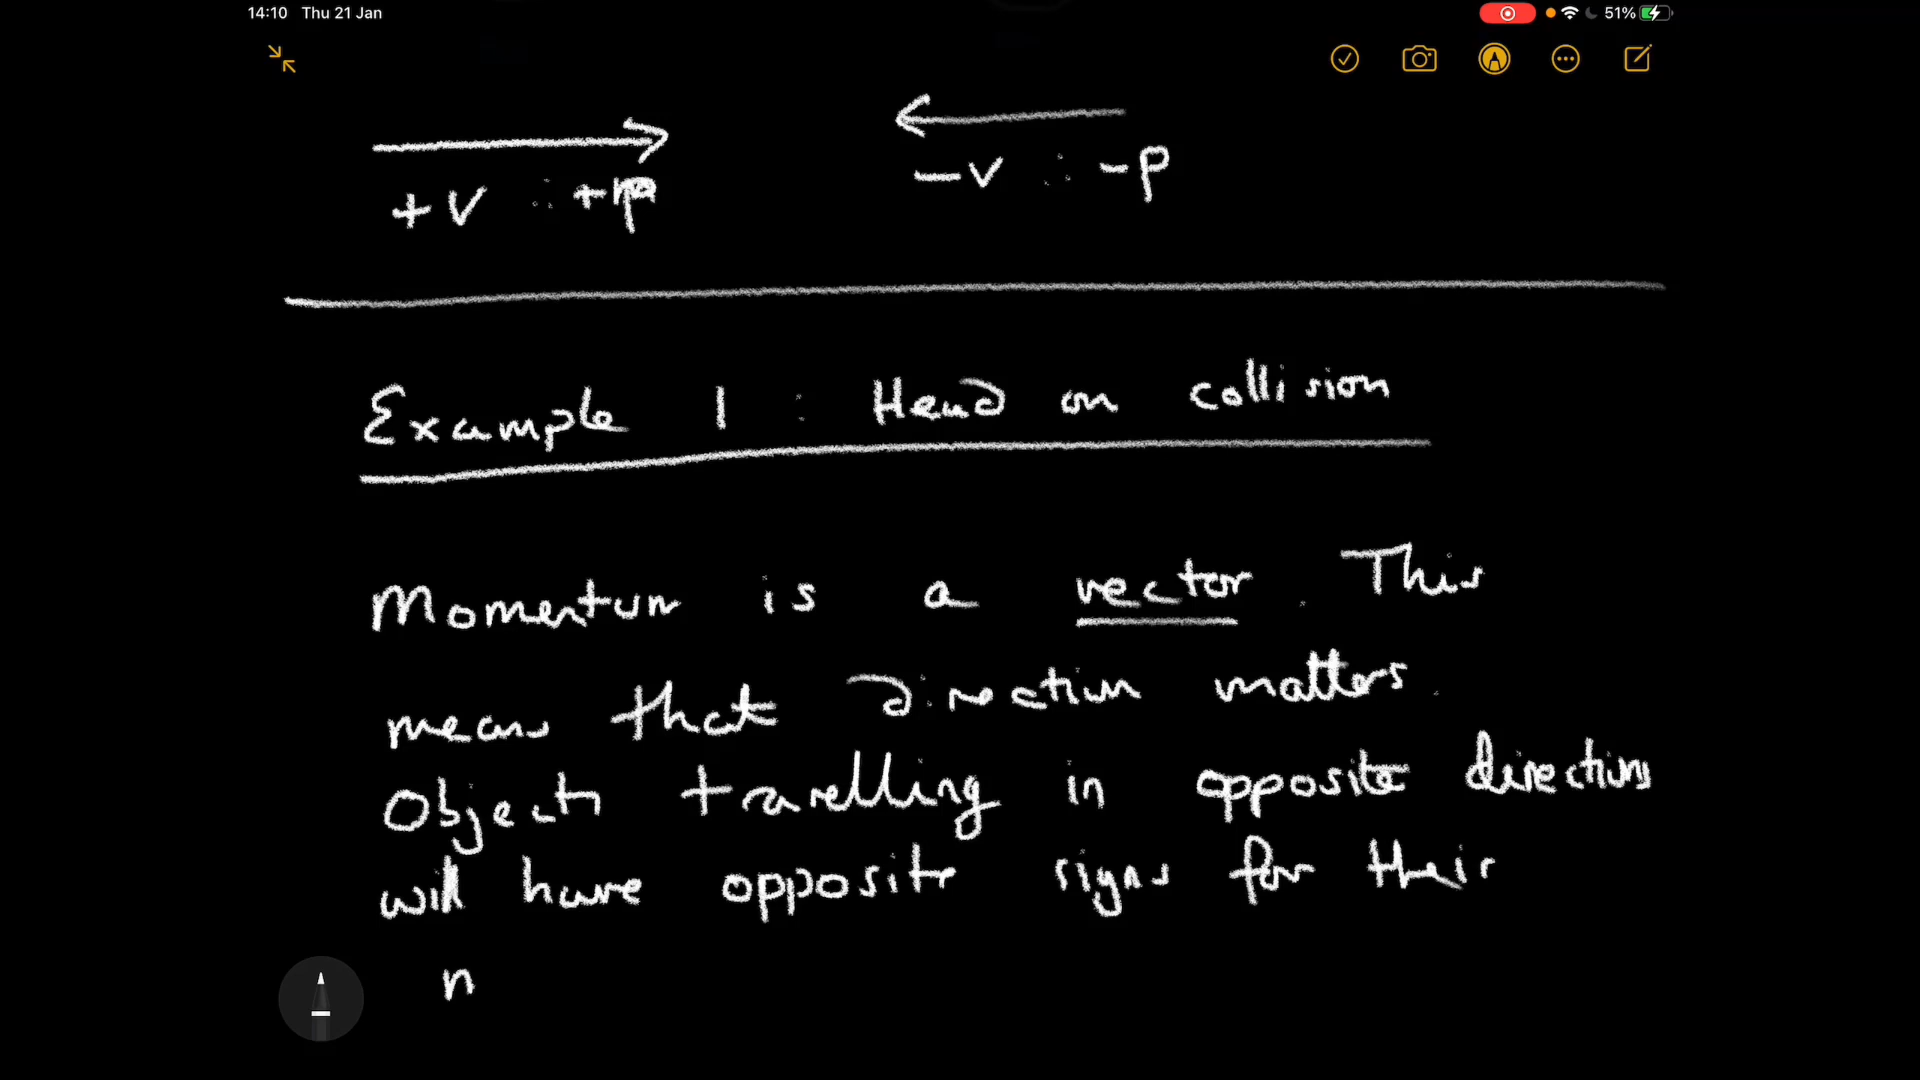 14:10 Thu 21 Jan 51%
+v ∴ +p -v ∴ -p
Example 1 : Head on collision
Momentum is a vector. This
means that direction matters.
Objects travelling in opposite directions
will have opposite signs for their
m